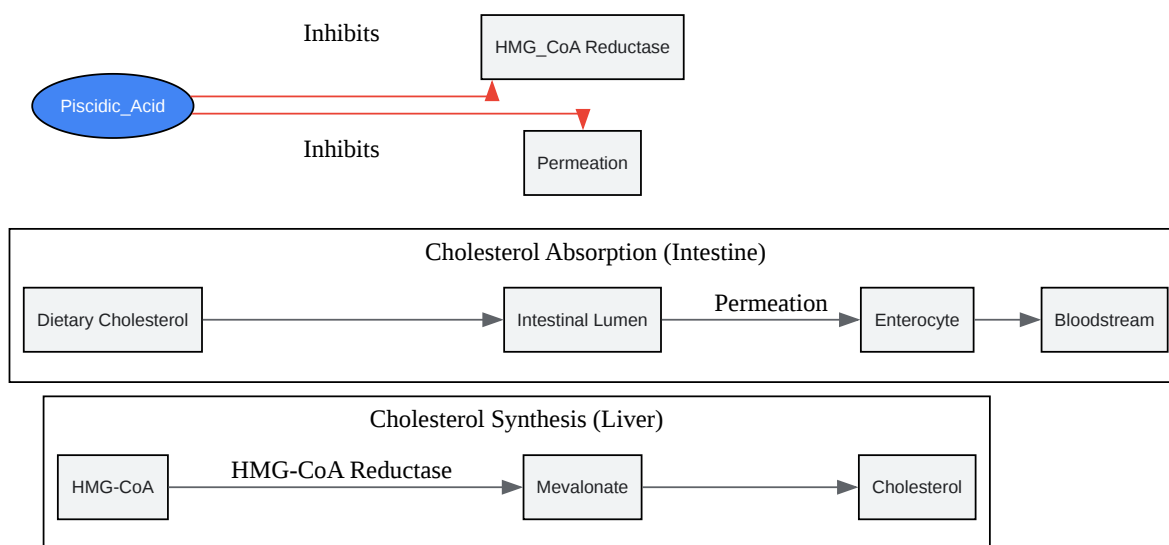 Inhibits
HMG_CoA Reductase
Piscidic_Acid
Inhibits
Permeation
Cholesterol Absorption (Intestine)
Dietary Cholesterol
Intestinal Lumen
Permeation
Enterocyte
Bloodstream
Cholesterol Synthesis (Liver)
HMG-CoA
HMG-CoA Reductase
Mevalonate
Cholesterol